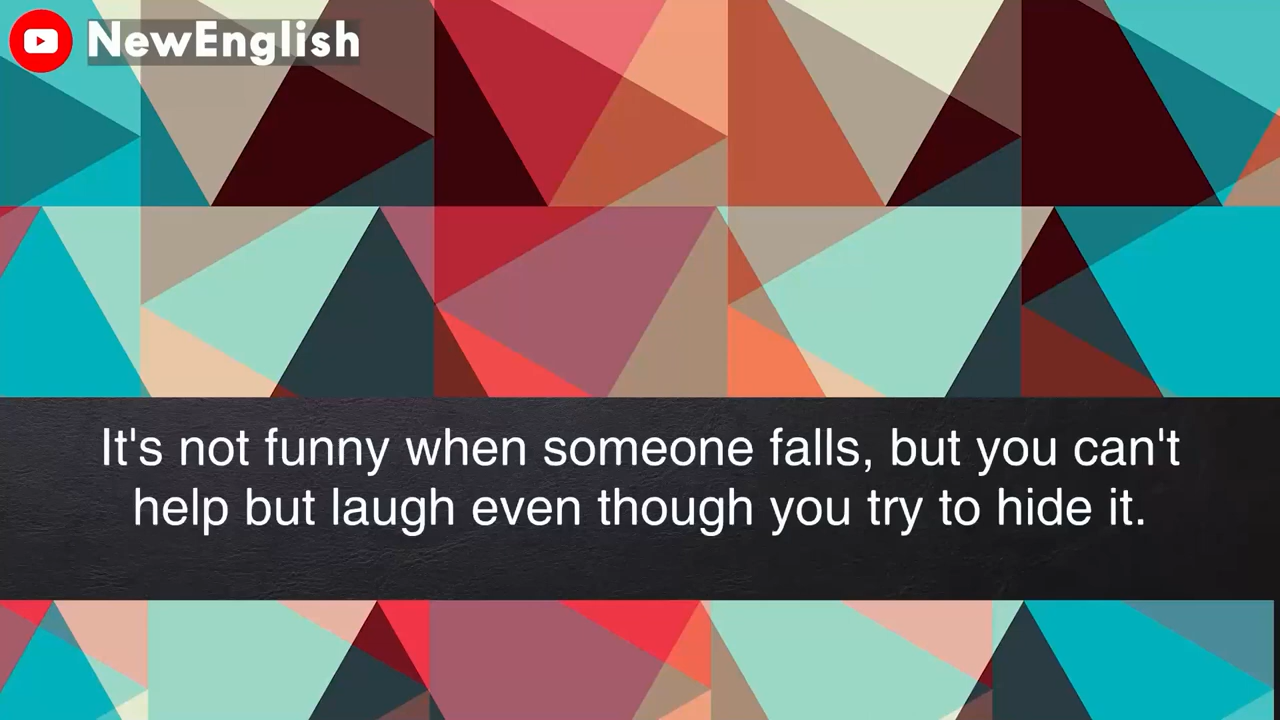 NewEnglish
It's not funny when someone falls, but you can't
help but laugh even though you try to hide it.